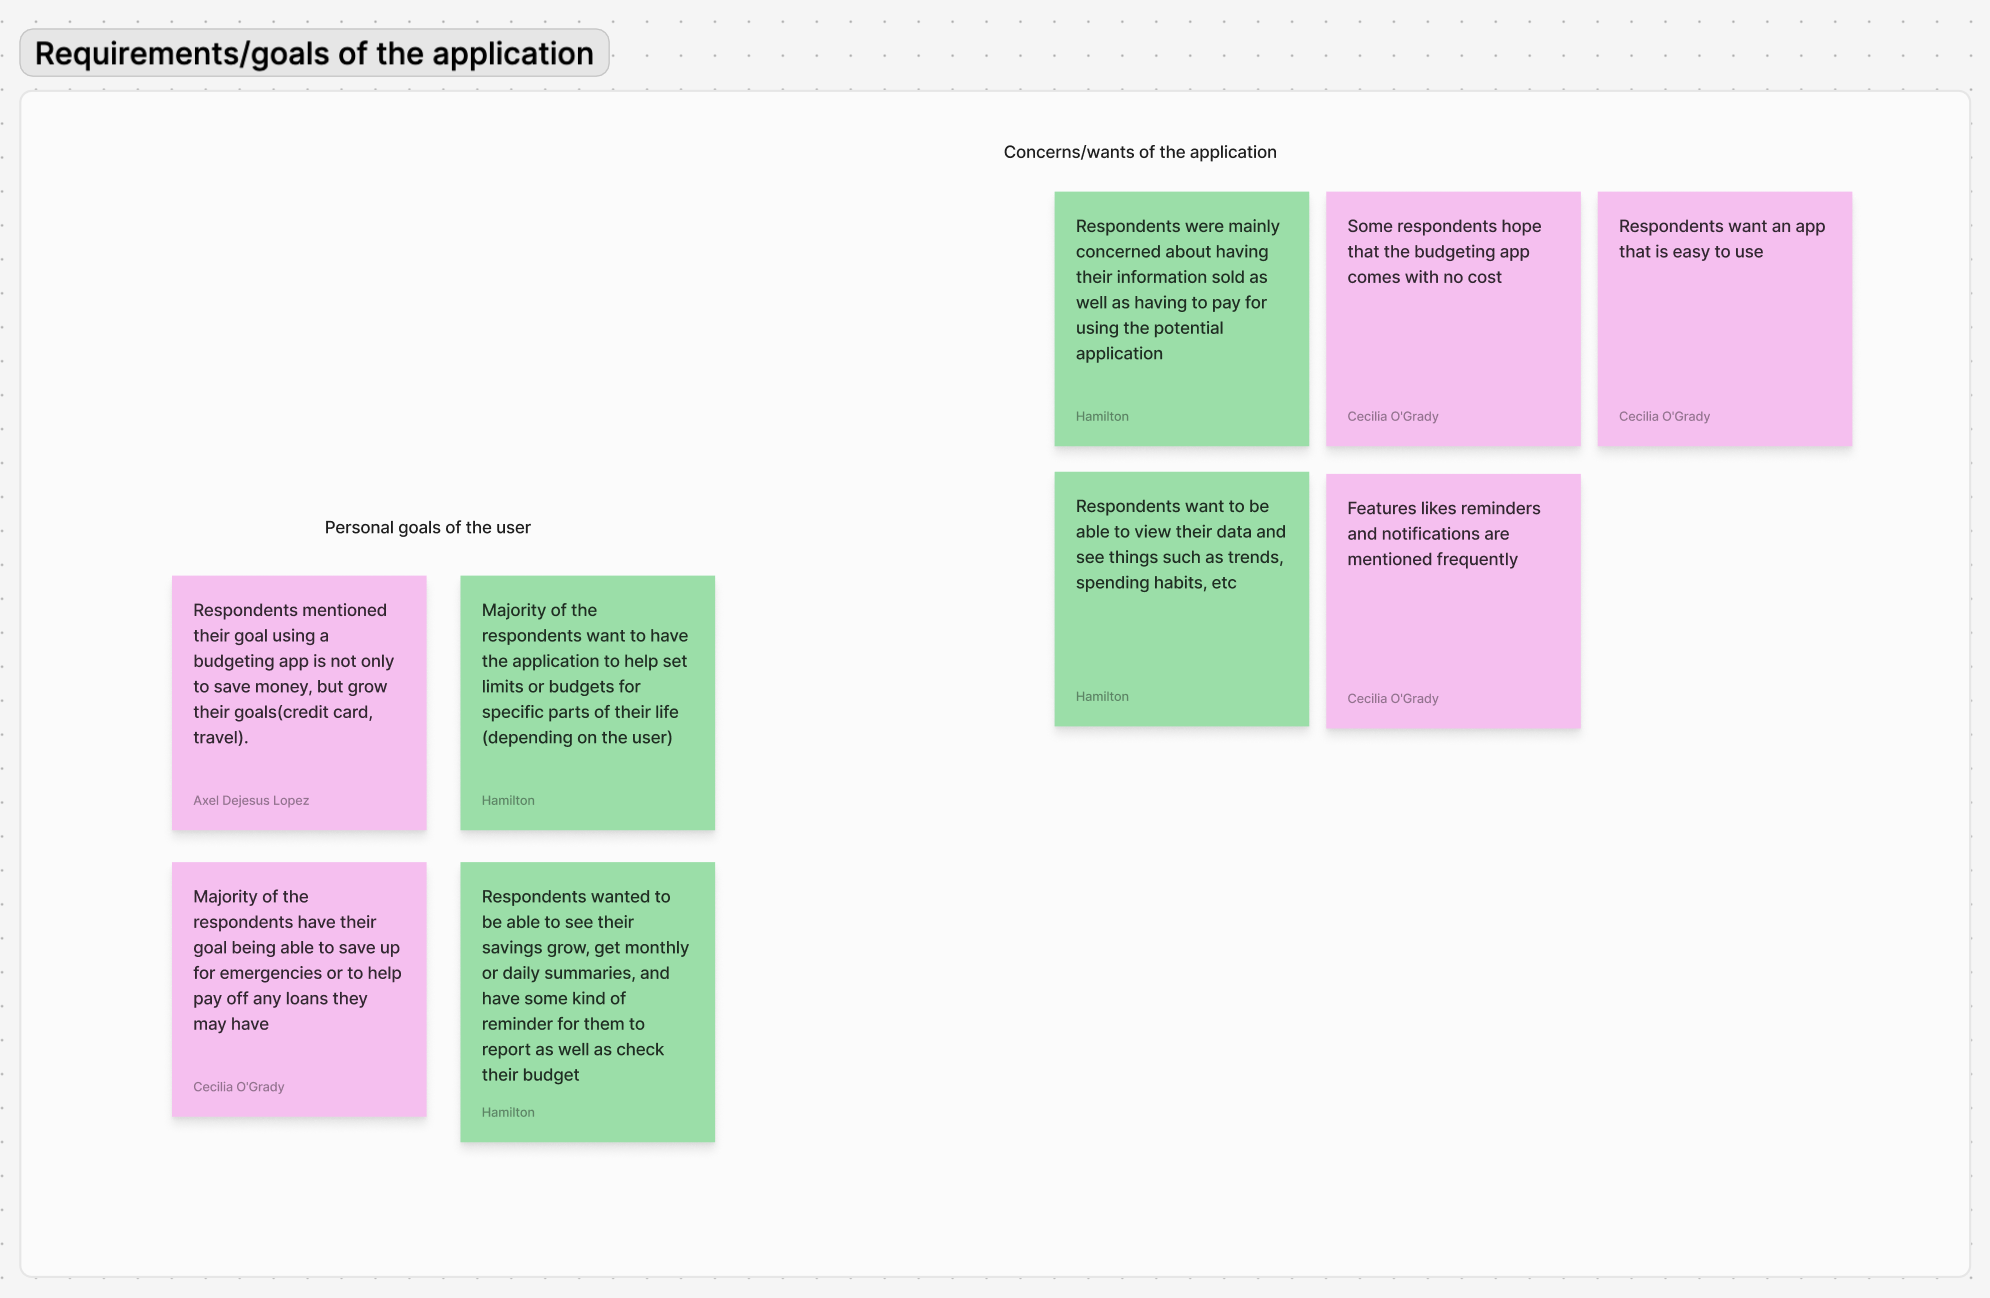 Requirements/goals of the application
Concerns/wants of the application
Respondents were mainly
concerned about having
their information sold as
well as having to pay for
using the potential
application
Hamilton
Some respondents hope
that the budgeting app
comes with no cost
Cecilia O'Grady
Respondents want an app
that is easy to use
Cecilia O'Grady
Respondents want to be
able to view their data and
see things such as trends,
spending habits, etc
Hamilton
Features likes reminders
and notifications are
mentioned frequently
Cecilia O'Grady
Personal goals of the user
Respondents mentioned
their goal using a
budgeting app is not only
to save money, but grow
their goals(credit card,
travel).
Axel Dejesus Lopez
Majority of the
respondents want to have
the application to help set
limits or budgets for
specific parts of their life
(depending on the user)
Hamilton
Majority of the
respondents have their
goal being able to save up
for emergencies or to help
pay off any loans they
may have
Cecilia O'Grady
Respondents wanted to
be able to see their
savings grow, get monthly
or daily summaries, and
have some kind of
reminder for them to
report as well as check
their budget
Hamilton